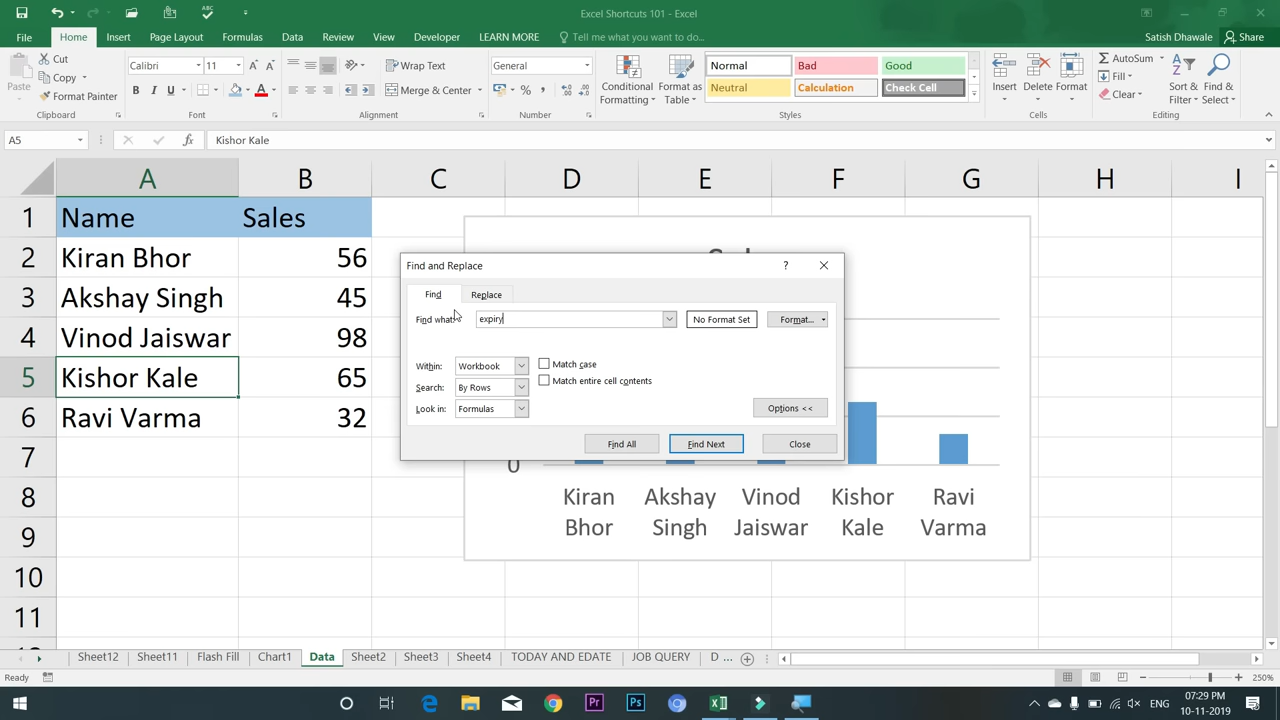 Excel Shortcuts 101 - Excel
File Home Insert Page Layout Formulas Data Review View Developer LEARN MORE Tell me what you want to do... Satish Dhawale Share
Paste
Cut
Copy
Format Painter
Calibri 11
Wrap Text
Merge & Center
General
Conditional
Formatting
Format as
Table
Normal Bad Good
Neutral Calculation Check Cell
Insert Delete Format
AutoSum
Fill
Clear
Sort &
Filter
Find &
Select
Clipboard Font Alignment Number Styles Cells Editing
A5 fx Kishor Kale
A B C D E F G H I
1 Name Sales
2 Kiran Bhor 56
3 Akshay Singh 45
4 Vinod Jaiswar 98
5 Kishor Kale 65
6 Ravi Varma 32
7
8
9
10
11
Find and Replace ?
Find Replace
Find what: expiry No Format Set Format...
Within: Workbook Match case
Search: By Rows Match entire cell contents
Look in: Formulas Options <<
Find All Find Next Close
0
Kiran Akshay Vinod Kishor Ravi
Bhor Singh Jaiswar Kale Varma
Sheet12 Sheet11 Flash Fill Chart1 Data Sheet2 Sheet3 Sheet4 TODAY AND EDATE JOB QUERY D ...
Ready 250%
ENG 07:29 PM
10-11-2019